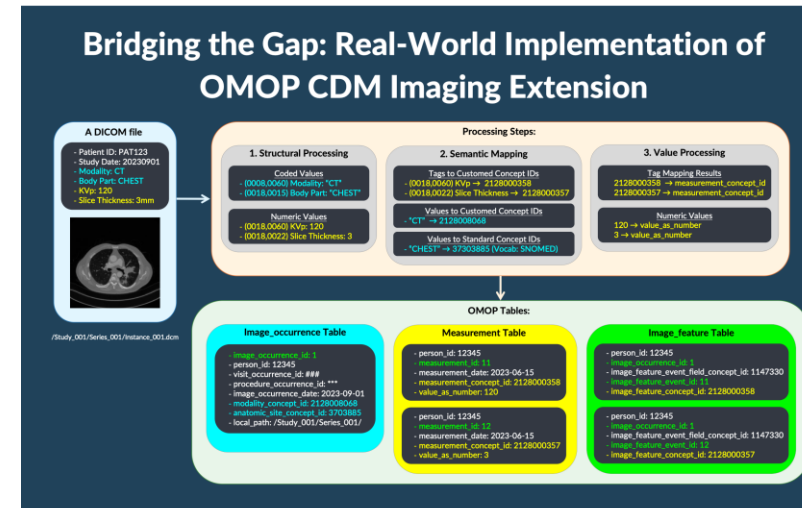 Bridging the Gap: Real-World Implementation of
OMOP CDM Imaging Extension
A DICOM file
- Patient ID: PAT123
- Study Date: 20230901
- Modality: CT
- Body Part: CHEST
- KVp: 120
- Slice Thickness: 3mm
/Study_001/Series_001/Instance_001.dcm
Processing Steps:
1. Structural Processing
Coded Values
- (0008,0060) Modality: "CT"
- (0018,0015) Body Part: "CHEST"
Numeric Values
- (0018,0060) KVp: 120
- (0018,0022) Slice Thickness: 3
2. Semantic Mapping
Tags to Customed Concept IDs
- (0018,0060) KVp → 2128000358
- (0018,0022) Slice Thickness → 2128000357
Values to Customed Concept IDs
- "CT" → 2128008068
Values to Standard Concept IDs
- "CHEST" → 37303885 (Vocab: SNOMED)
3. Value Processing
Tag Mapping Results
2128000358 → measurement_concept_id
2128000357 → measurement_concept_id
Numeric Values
120 → value_as_number
3 → value_as_number
OMOP Tables:
Image_occurrence Table
- image_occurrence_id: 1
- person_id: 12345
- visit_occurrence_id: ###
- procedure_occurrence_id: ***
- image_occurrence_date: 2023-09-01
- modality_concept_id: 2128008068
- anatomic_site_concept_id: 3703885
- local_path: /Study_001/Series_001/
Measurement Table
- person_id: 12345
- measurement_id: 11
- measurement_date: 2023-06-15
- measurement_concept_id: 2128000358
- value_as_number: 120
- person_id: 12345
- measurement_id: 12
- measurement_date: 2023-06-15
- measurement_concept_id: 2128000357
- value_as_number: 3
Image_feature Table
- person_id: 12345
- image_occurrence_id: 1
- image_feature_event_field_concept_id: 1147330
- image_feature_event_id: 11
- image_feature_concept_id: 2128000358
- person_id: 12345
- image_occurrence_id: 1
- image_feature_event_field_concept_id: 1147330
- image_feature_event_id: 12
- image_feature_concept_id: 2128000357